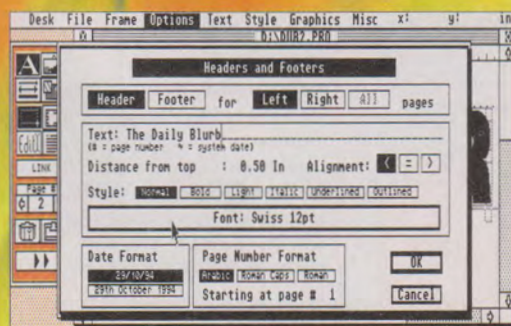 Desk File Frame Options Text Style Graphics Misc x: y: in
D:\DUB2.PRO
Headers and Footers
Header Footer for Left Right All pages
Text: The Daily Blurb
(# = page number % = system date)
Distance from top : 0.50 In Alignment: < = >
Style: Normal Bold Light Italic Underlined Outlined
Font: Swiss 12pt
Date Format
29/10/94
29th October 1994
Page Number Format
Arabic Roman Caps Roman
Starting at page # 1
OK
Cancel
A
Edit
LINK
Page #
2